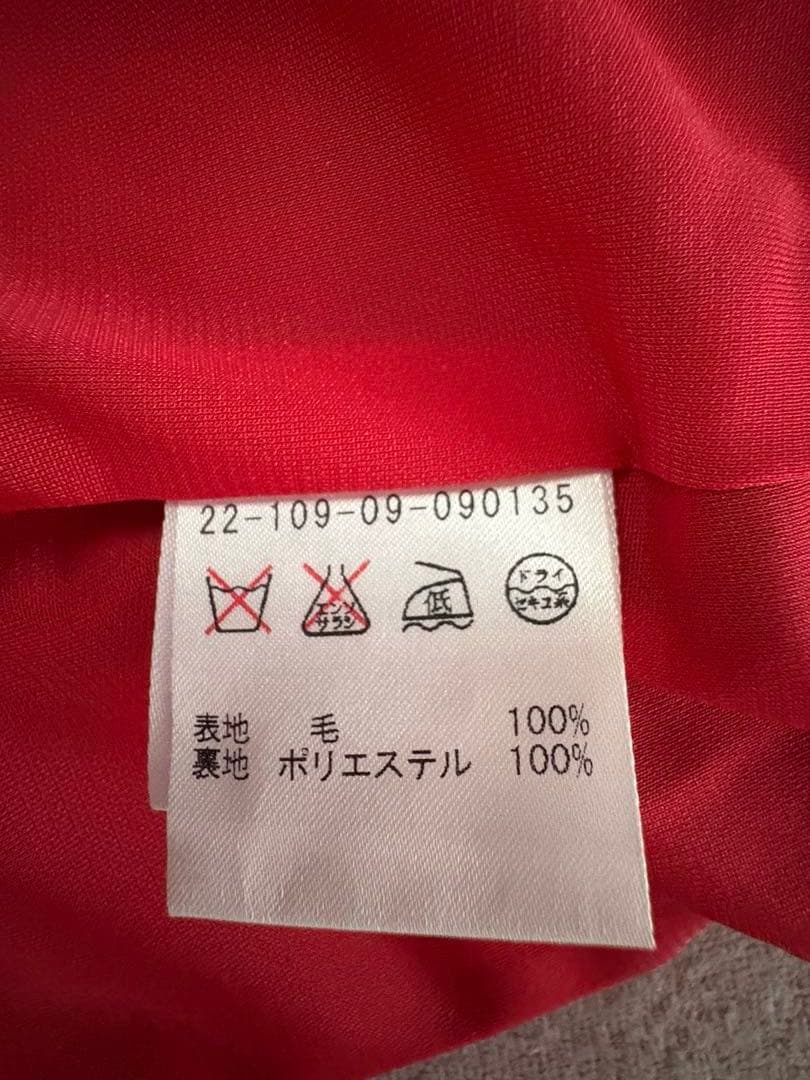 22-109-09-090135
エンソ
サラシ
低
ドライ
セキユ系
表地 毛 100%
裏地 ポリエステル 100%